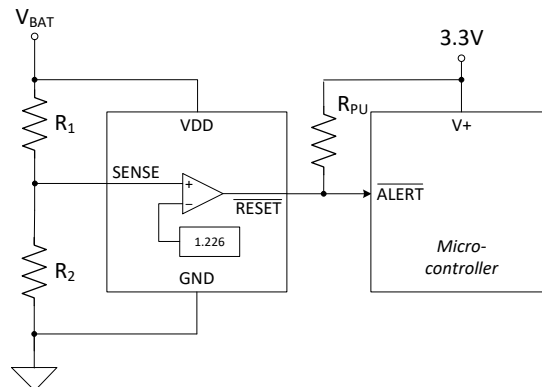 V_BAT
3.3V
R_1
R_PU
VDD
V+
SENSE
+
−
RESET
ALERT
1.226
Micro-
controller
R_2
GND